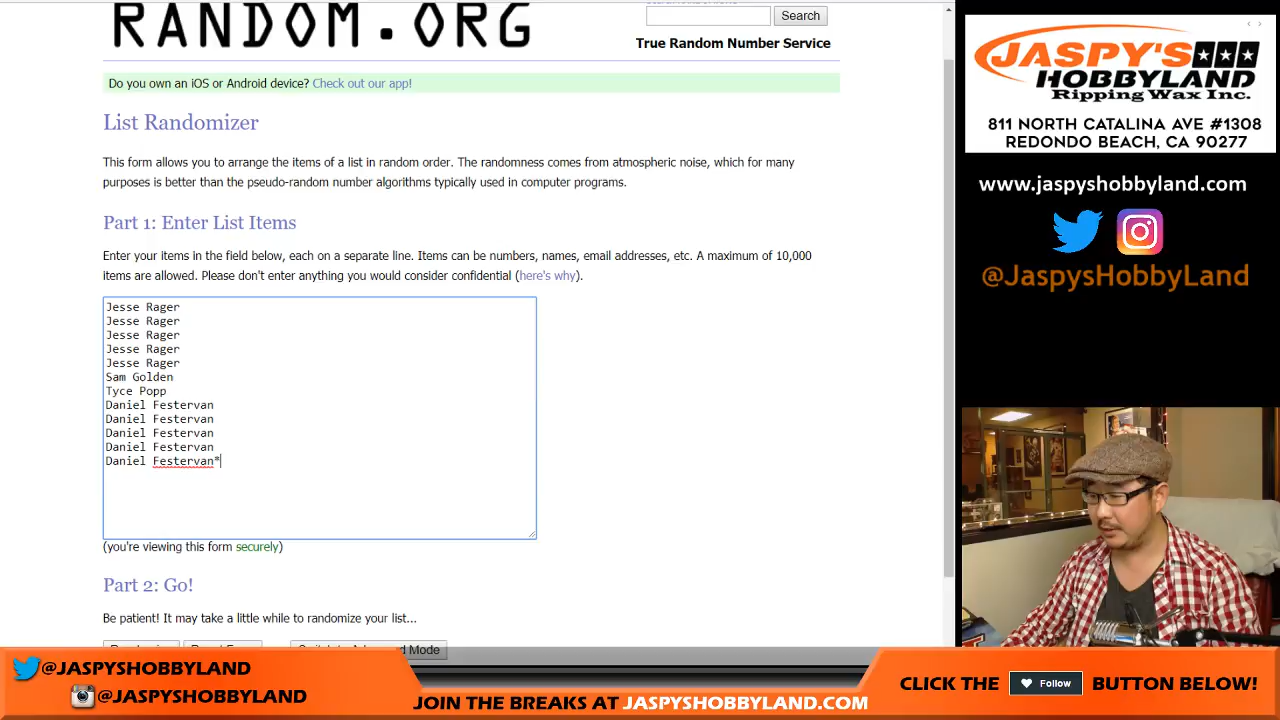 RANDOM.ORG
Search
True Random Number Service
Do you own an iOS or Android device? Check out our app!
List Randomizer
This form allows you to arrange the items of a list in random order. The randomness comes from atmospheric noise, which for many
purposes is better than the pseudo-random number algorithms typically used in computer programs.
Part 1: Enter List Items
Enter your items in the field below, each on a separate line. Items can be numbers, names, email addresses, etc. A maximum of 10,000
items are allowed. Please don't enter anything you would consider confidential (here's why).
Jesse Rager
Jesse Rager
Jesse Rager
Jesse Rager
Jesse Rager
Sam Golden
Tyce Popp
Daniel Festervan
Daniel Festervan
Daniel Festervan
Daniel Festervan
Daniel Festervan*
(you're viewing this form securely)
Part 2: Go!
Be patient! It may take a little while to randomize your list...
JASPY'S
HOBBYLAND
Ripping Wax Inc.
811 NORTH CATALINA AVE #1308
REDONDO BEACH, CA 90277
www.jaspyshobbyland.com
@JaspysHobbyLand
@JASPYSHOBBYLAND
@JASPYSHOBBYLAND
JOIN THE BREAKS AT JASPYSHOBBYLAND.COM
CLICK THE Follow BUTTON BELOW!